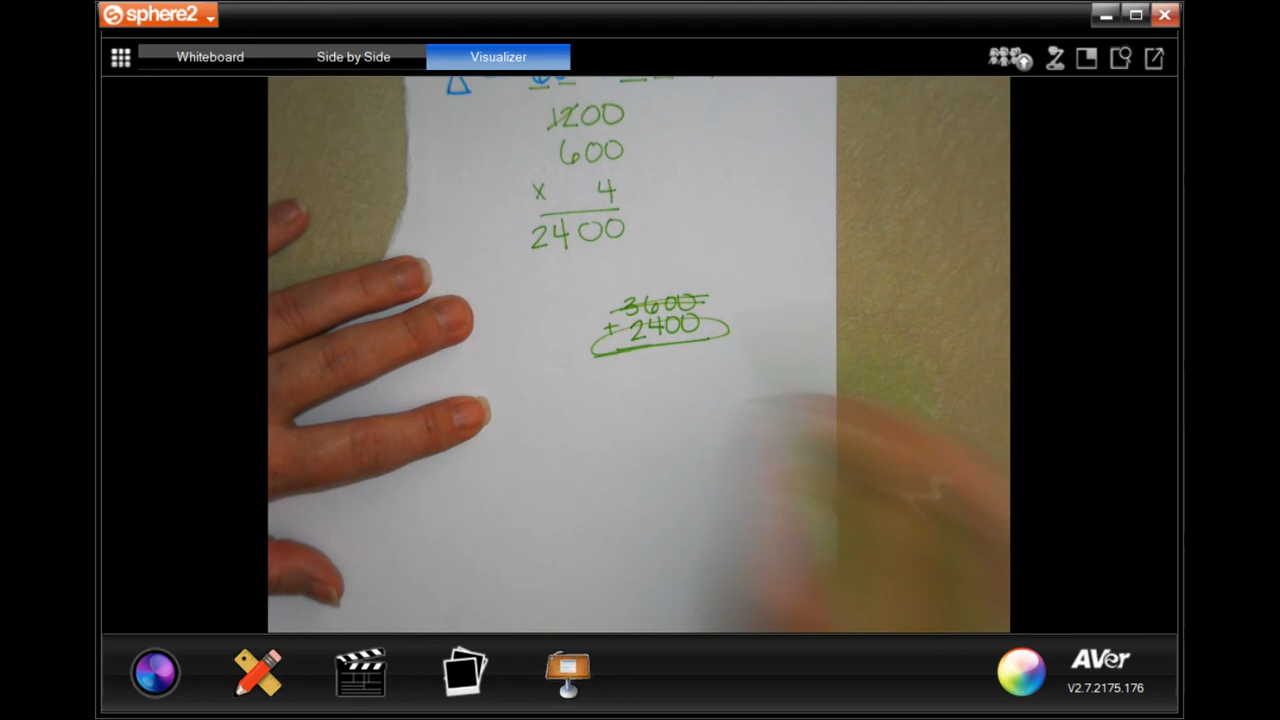 sphere2
Whiteboard Side by Side Visualizer
1200
600
x 4
2400
3600
+ 2400
AVer
V2.7.2175.176